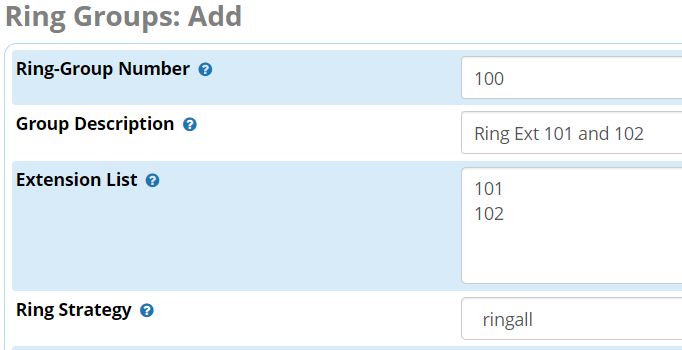 Ring Groups: Add
Ring-Group Number ?
100
Group Description ?
Ring Ext 101 and 102
Extension List ?
101
102
Ring Strategy ?
ringall